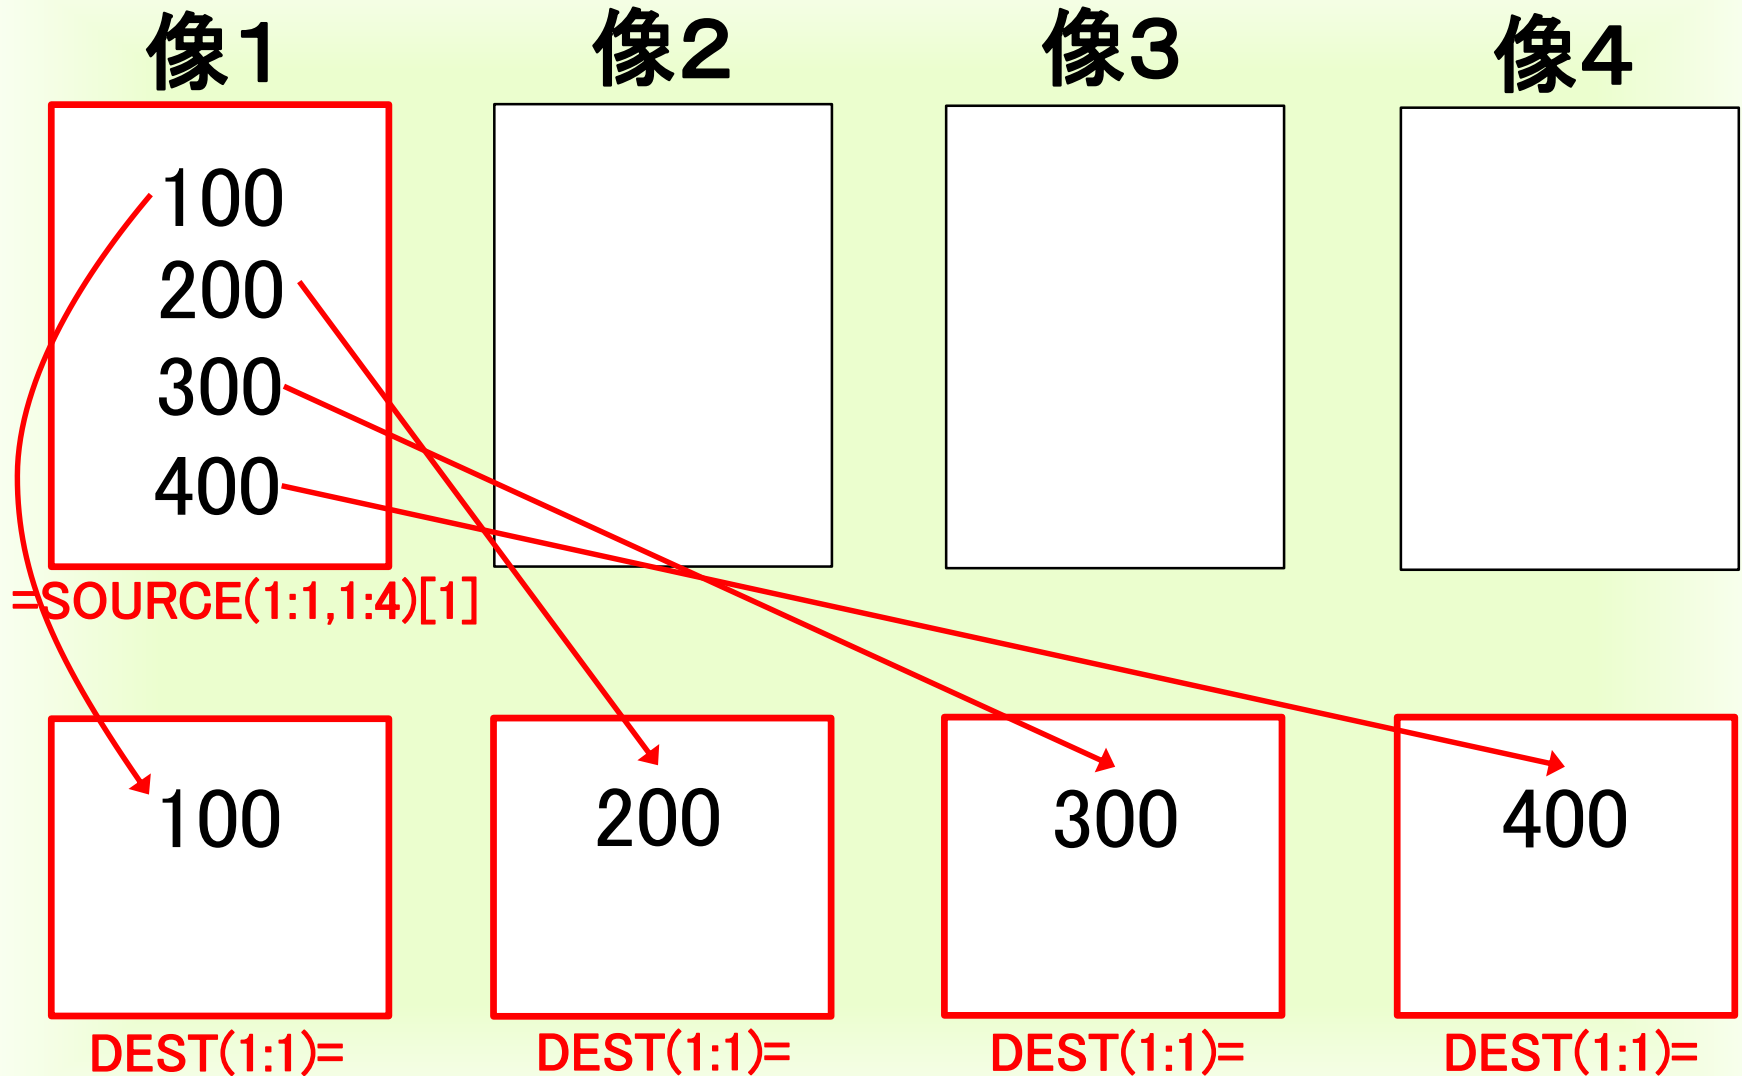 像1
像2
像3
像4
100
200
300
400
=SOURCE(1:1,1:4)[1]
100
200
300
400
DEST(1:1)=
DEST(1:1)=
DEST(1:1)=
DEST(1:1)=